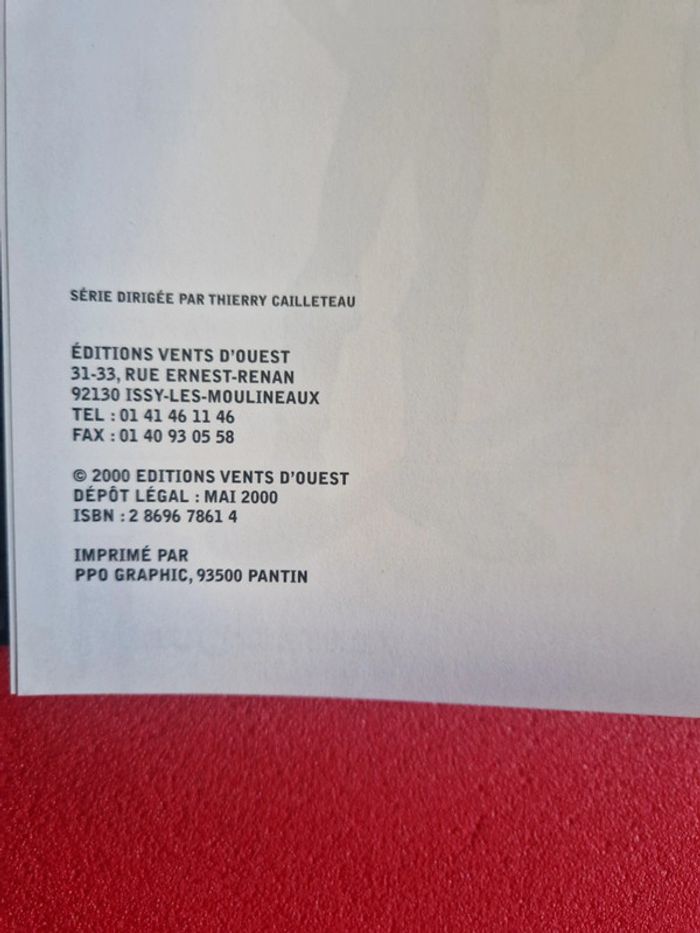 SÉRIE DIRIGÉE PAR THIERRY CAILLETEAU
ÉDITIONS VENTS D'OUEST
31-33, RUE ERNEST-RENAN
92130 ISSY-LES-MOULINEAUX
TEL : 01 41 46 11 46
FAX : 01 40 93 05 58
© 2000 EDITIONS VENTS D'OUEST
DÉPÔT LÉGAL : MAI 2000
ISBN : 2 8696 7861 4
IMPRIMÉ PAR
PPO GRAPHIC, 93500 PANTIN